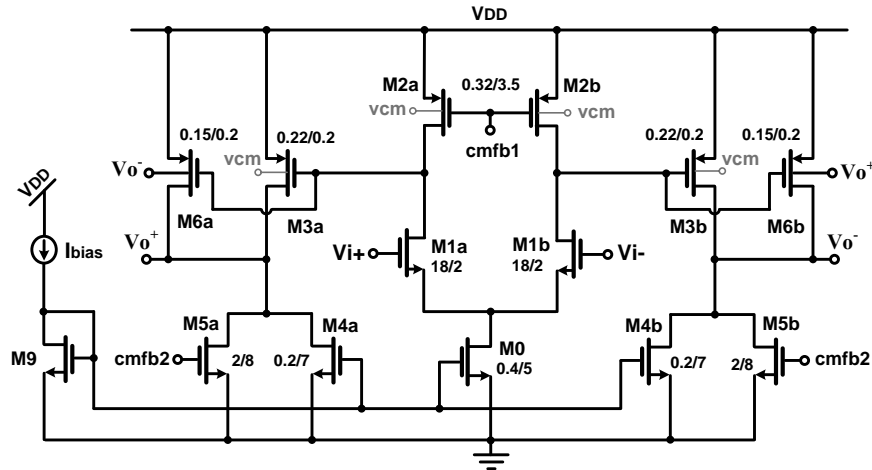 VDD
M2a
0.32/3.5
M2b
vcm
vcm
cmfb1
0.15/0.2
0.22/0.2
vcm
Vo-
M6a
M3a
0.22/0.2
0.15/0.2
vcm
Vo+
M3b
M6b
VDD
Vo+
Ibias
Vi+
M1a
18/2
M1b
18/2
Vi-
Vo-
M9
M5a
M4a
cmfb2
2/8
0.2/7
M0
0.4/5
M4b
M5b
0.2/7
2/8
cmfb2